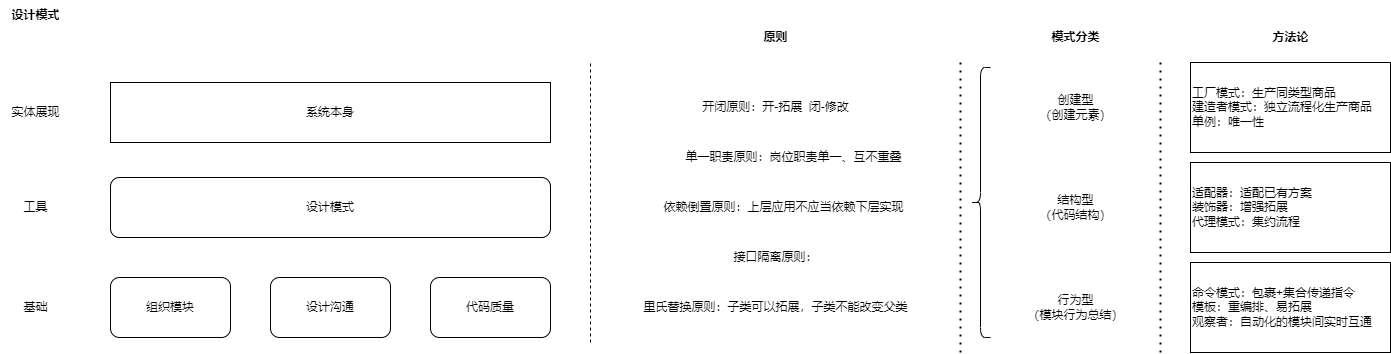 设计模式
原则
模式分类
方法论
实体展现
系统本身
工具
设计模式
基础
组织模块
设计沟通
代码质量
开闭原则：开-拓展 闭-修改
单一职责原则：岗位职责单一、互不重叠
依赖倒置原则：上层应用不应当依赖下层实现
接口隔离原则：
里氏替换原则：子类可以拓展，子类不能改变父类
创建型
（创建元素）
结构型
（代码结构）
行为型
（模块行为总结）
工厂模式：生产同类型商品
建造者模式：独立流程化生产商品
单例：唯一性
适配器：适配已有方案
装饰器：增强拓展
代理模式：集约流程
命令模式：包裹+集合传递指令
模板：重编排、易拓展
观察者：自动化的模块间实时互通